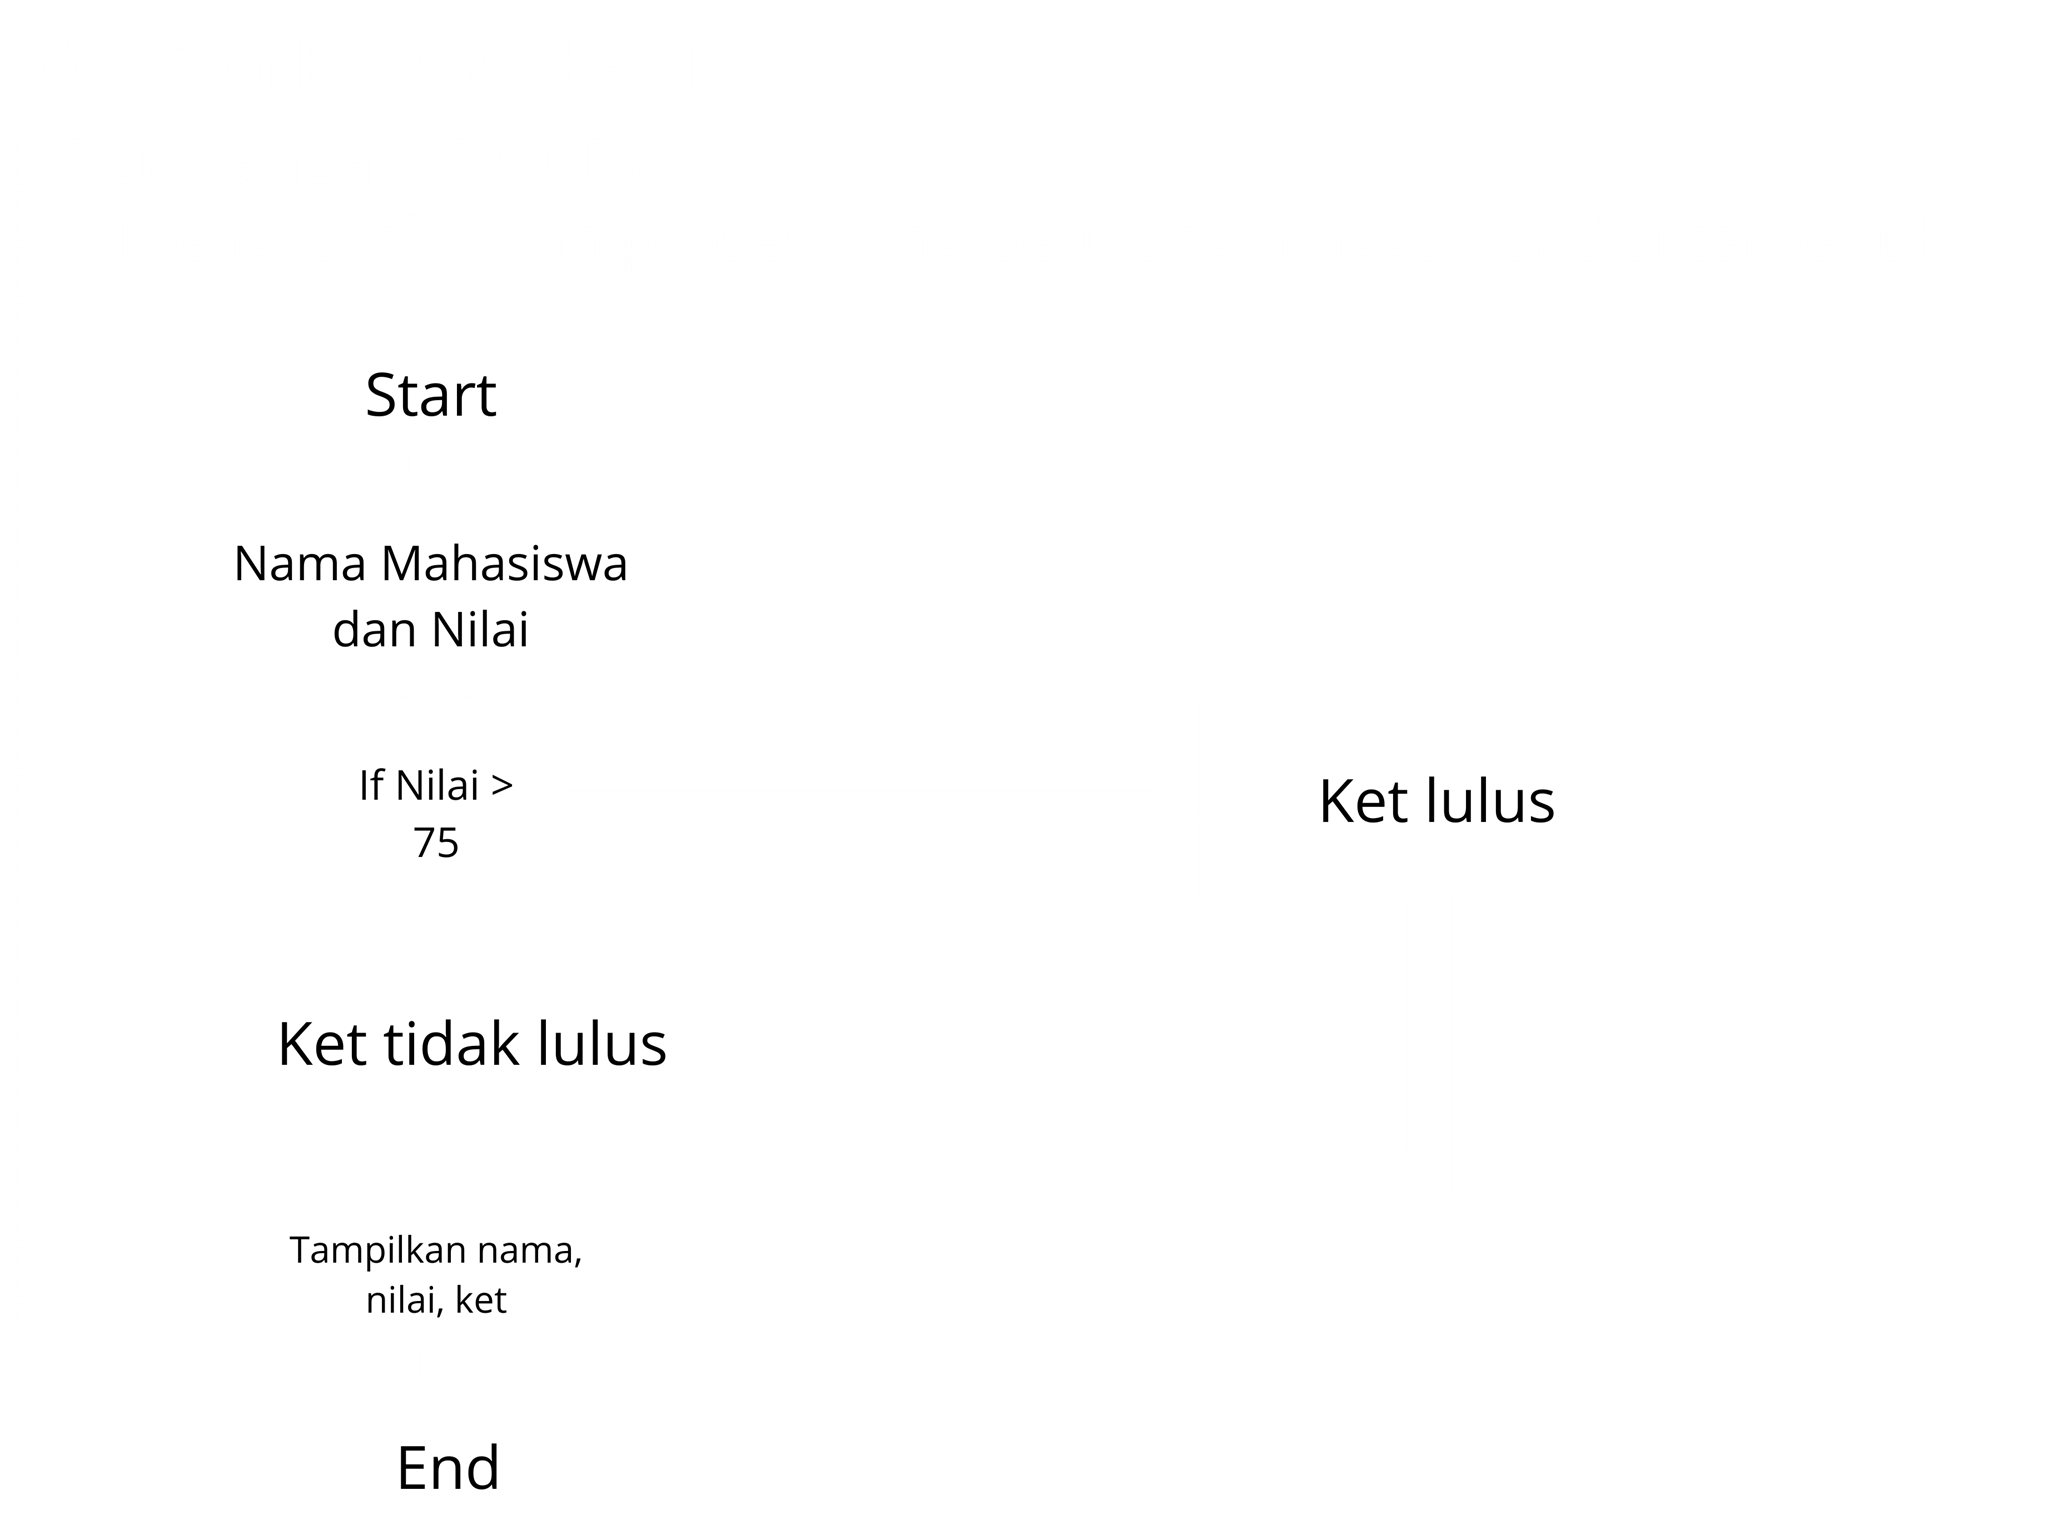 Start
Nama Mahasiswa
dan Nilai
If Nilai >
75
Ket lulus
Ket tidak lulus
Tampilkan nama,
nilai, ket
End